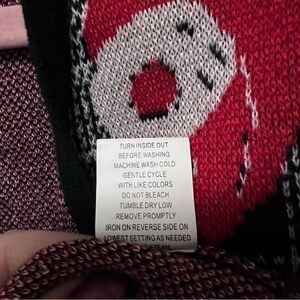 TURN INSIDE OUT
BEFORE WASHING
MACHINE WASH COLD
GENTLE CYCLE
WITH LIKE COLORS
DO NOT BLEACH
TUMBLE DRY LOW
REMOVE PROMPTLY
IRON ON REVERSE SIDE ON
LOWEST SETTING AS NEEDED
STEAM